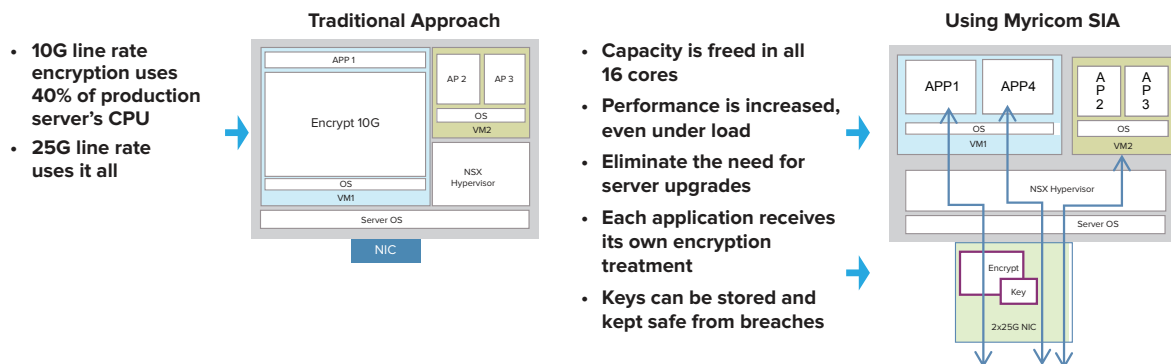 Traditional Approach
• 10G line rate
encryption uses
40% of production
server's CPU
• 25G line rate
uses it all
APP 1
Encrypt 10G
OS
VM1
AP 2
AP 3
OS
VM2
NSX
Hypervisor
Server OS
NIC
Using Myricom SIA
• Capacity is freed in all
16 cores
• Performance is increased,
even under load
• Eliminate the need for
server upgrades
• Each application receives
its own encryption
treatment
• Keys can be stored and
kept safe from breaches
APP1
APP4
OS
VM1
A
P
2
A
P
3
OS
VM2
NSX Hypervisor
Server OS
Encrypt
Key
2x25G NIC